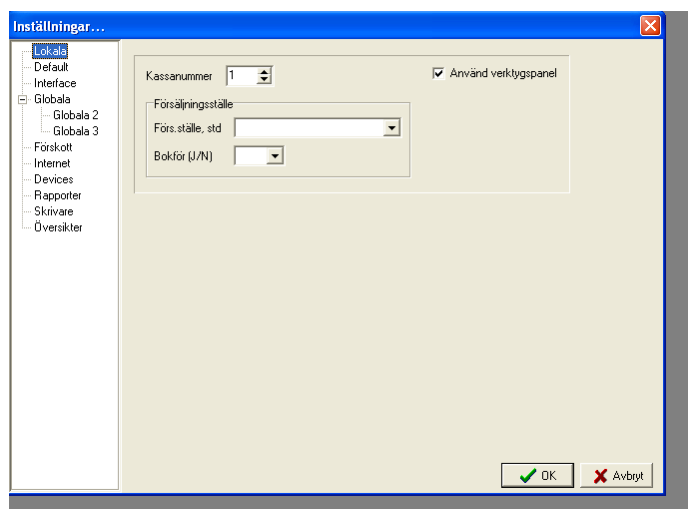 Inställningar...
Lokala
Default
Interface
Globala
Globala 2
Globala 3
Förskott
Internet
Devices
Rapporter
Skrivare
Översikter
Kassanummer 1
Använd verktygspanel
Försäljningsställe
Förs.ställe, std
Bokför (J/N)
OK
Avbryt